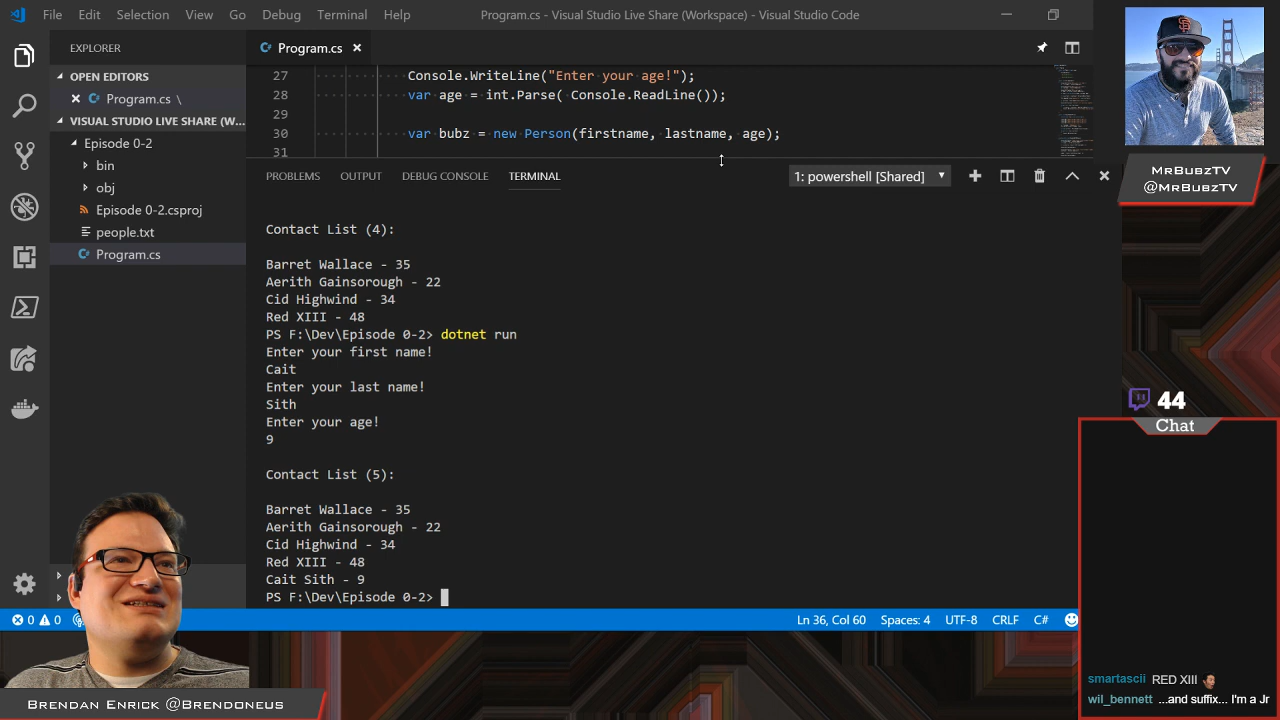 File Edit Selection View Go Debug Terminal Help
Program.cs - Visual Studio Live Share (Workspace) - Visual Studio Code
EXPLORER
OPEN EDITORS
Program.cs \
VISUAL STUDIO LIVE SHARE (W...
Episode 0-2
bin
obj
Episode 0-2.csproj
people.txt
Program.cs
Program.cs
27 Console.WriteLine("Enter your age!");
28 var age = int.Parse( Console.ReadLine());
29
30 var bubz = new Person(firstname, lastname, age);
31
PROBLEMS OUTPUT DEBUG CONSOLE TERMINAL
1: powershell [Shared]
Contact List (4):
Barret Wallace - 35
Aerith Gainsorough - 22
Cid Highwind - 34
Red XIII - 48
PS F:\Dev\Episode 0-2> dotnet run
Enter your first name!
Cait
Enter your last name!
Sith
Enter your age!
9
Contact List (5):
Barret Wallace - 35
Aerith Gainsorough - 22
Cid Highwind - 34
Red XIII - 48
Cait Sith - 9
PS F:\Dev\Episode 0-2>
0 0
Ln 36, Col 60 Spaces: 4 UTF-8 CRLF C#
MrBubzTV
@MrBubzTV
44
Chat
smartascii RED XIII
wil_bennett ...and suffix... I'm a Jr
Brendan Enrick @Brendoneus